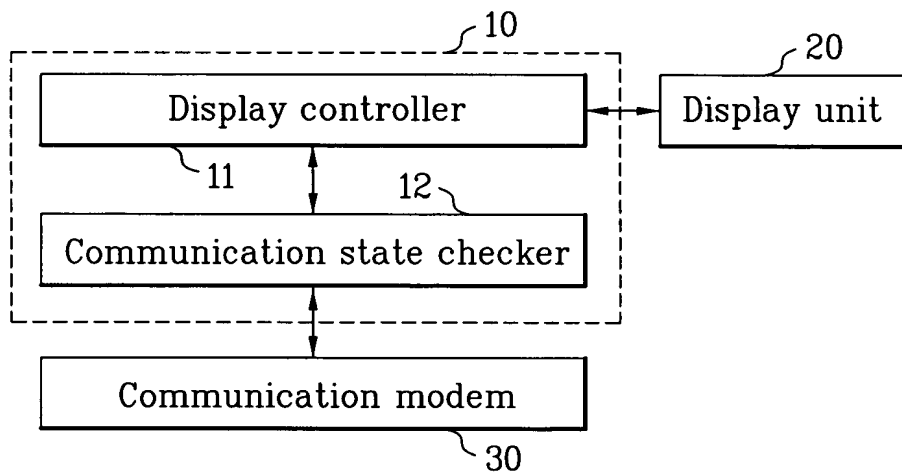 10
20
Display controller
Display unit
11
12
Communication state checker
Communication modem
30